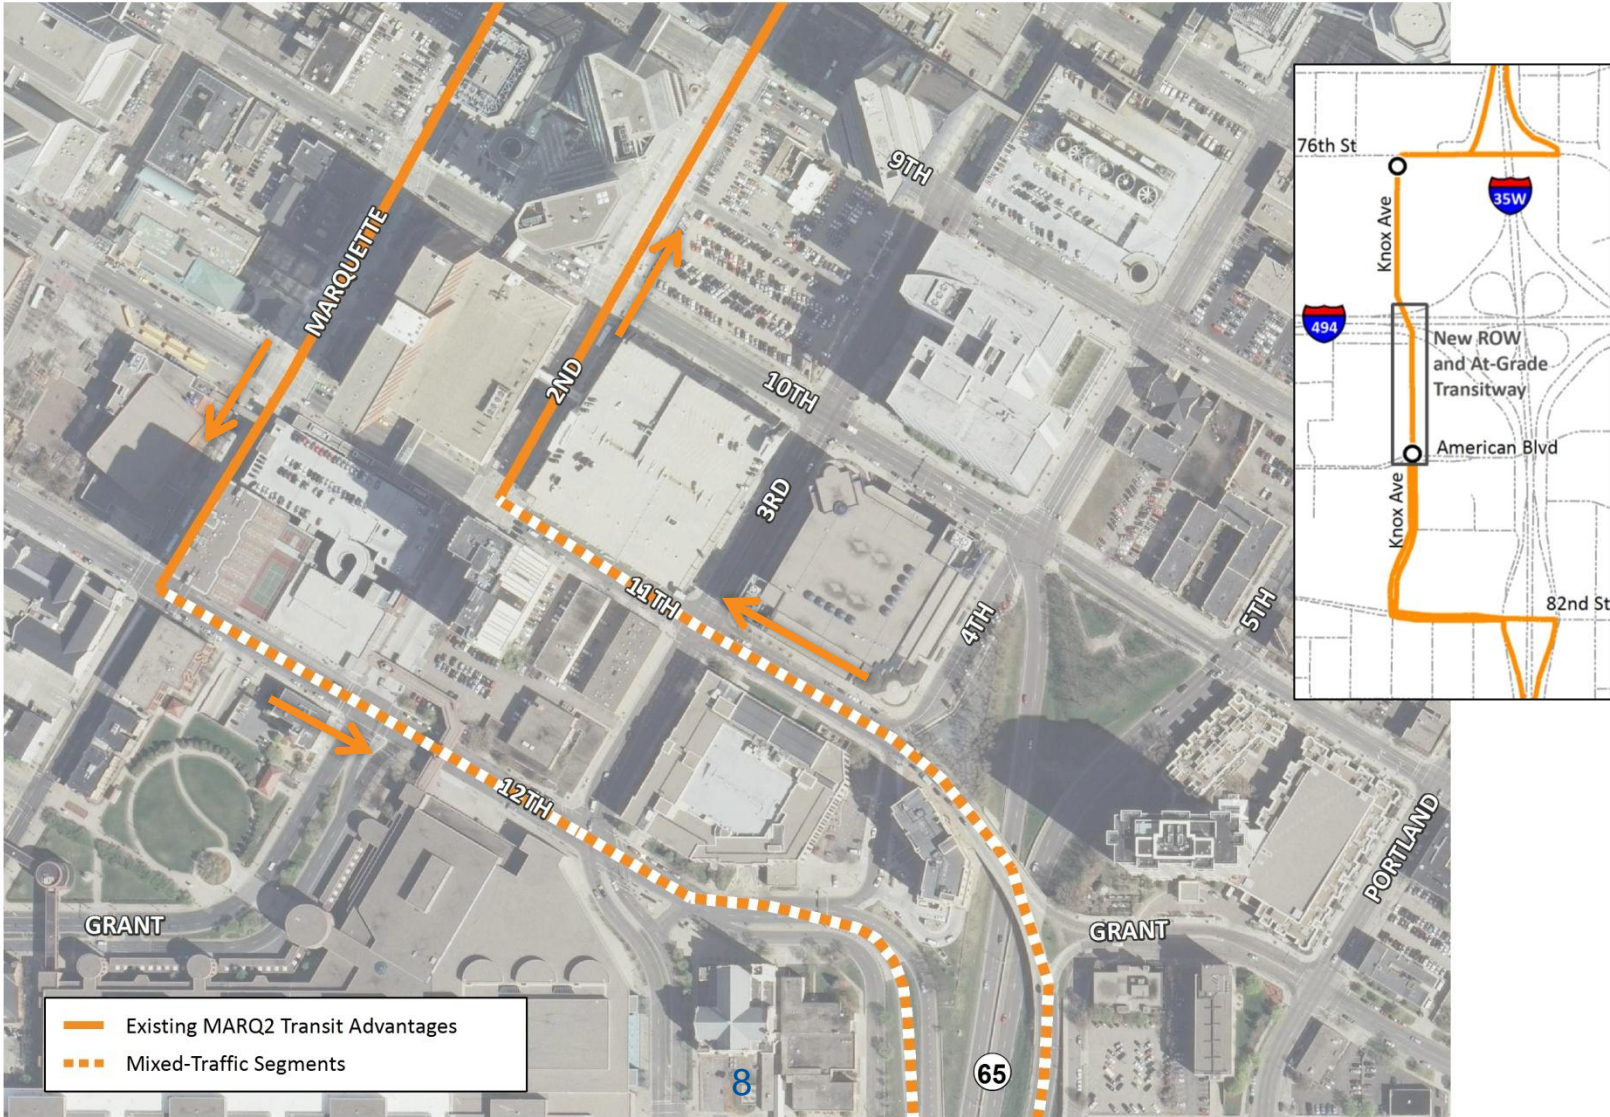 9TH
MARQUETTE
2ND
10TH
3RD
11TH
4TH
5TH
12TH
PORTLAND
GRANT
GRANT
65
8
Existing MARQ2 Transit Advantages
Mixed-Traffic Segments
76th St
35W
Knox Ave
494
New ROW
and At-Grade
Transitway
American Blvd
Knox Ave
82nd St